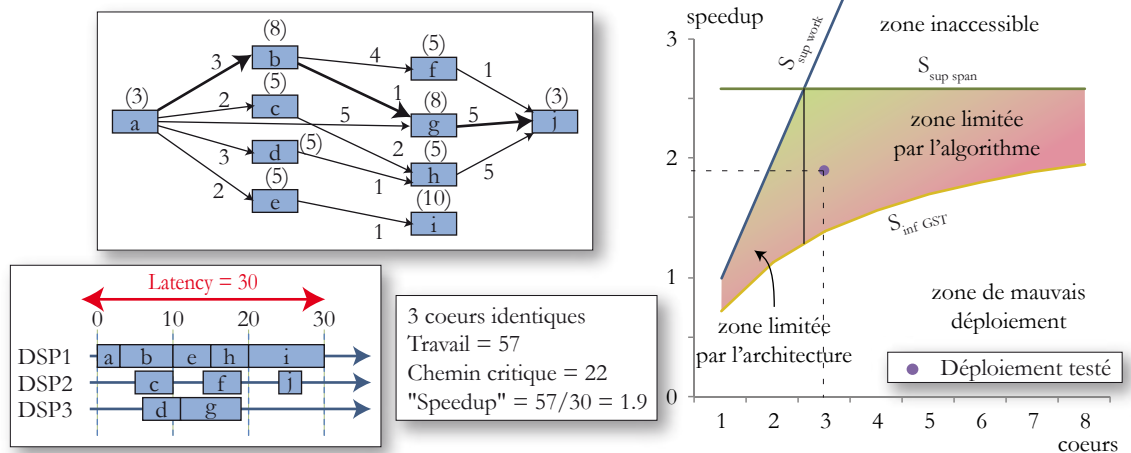 (8)
(5)
3
b
4
f
1
(3)
(5)
1
(8)
(3)
a
2
c
5
g
5
j
(5)
3
d
(5)
2
(5)
h
5
2
(5)
1
e
(10)
1
i
Latency = 30
0 10 20 30
DSP1 a b e h i
DSP2 c f j
DSP3 d g
3 coeurs identiques
Travail = 57
Chemin critique = 22
"Speedup" = 57/30 = 1.9
speedup
zone inaccessible
3
S sup work
S sup span
zone limitée
par l'algorithme
2
S inf GST
1
zone de mauvais
déploiement
zone limitée
par l'architecture
Déploiement testé
0
1 2 3 4 5 6 7 8
coeurs